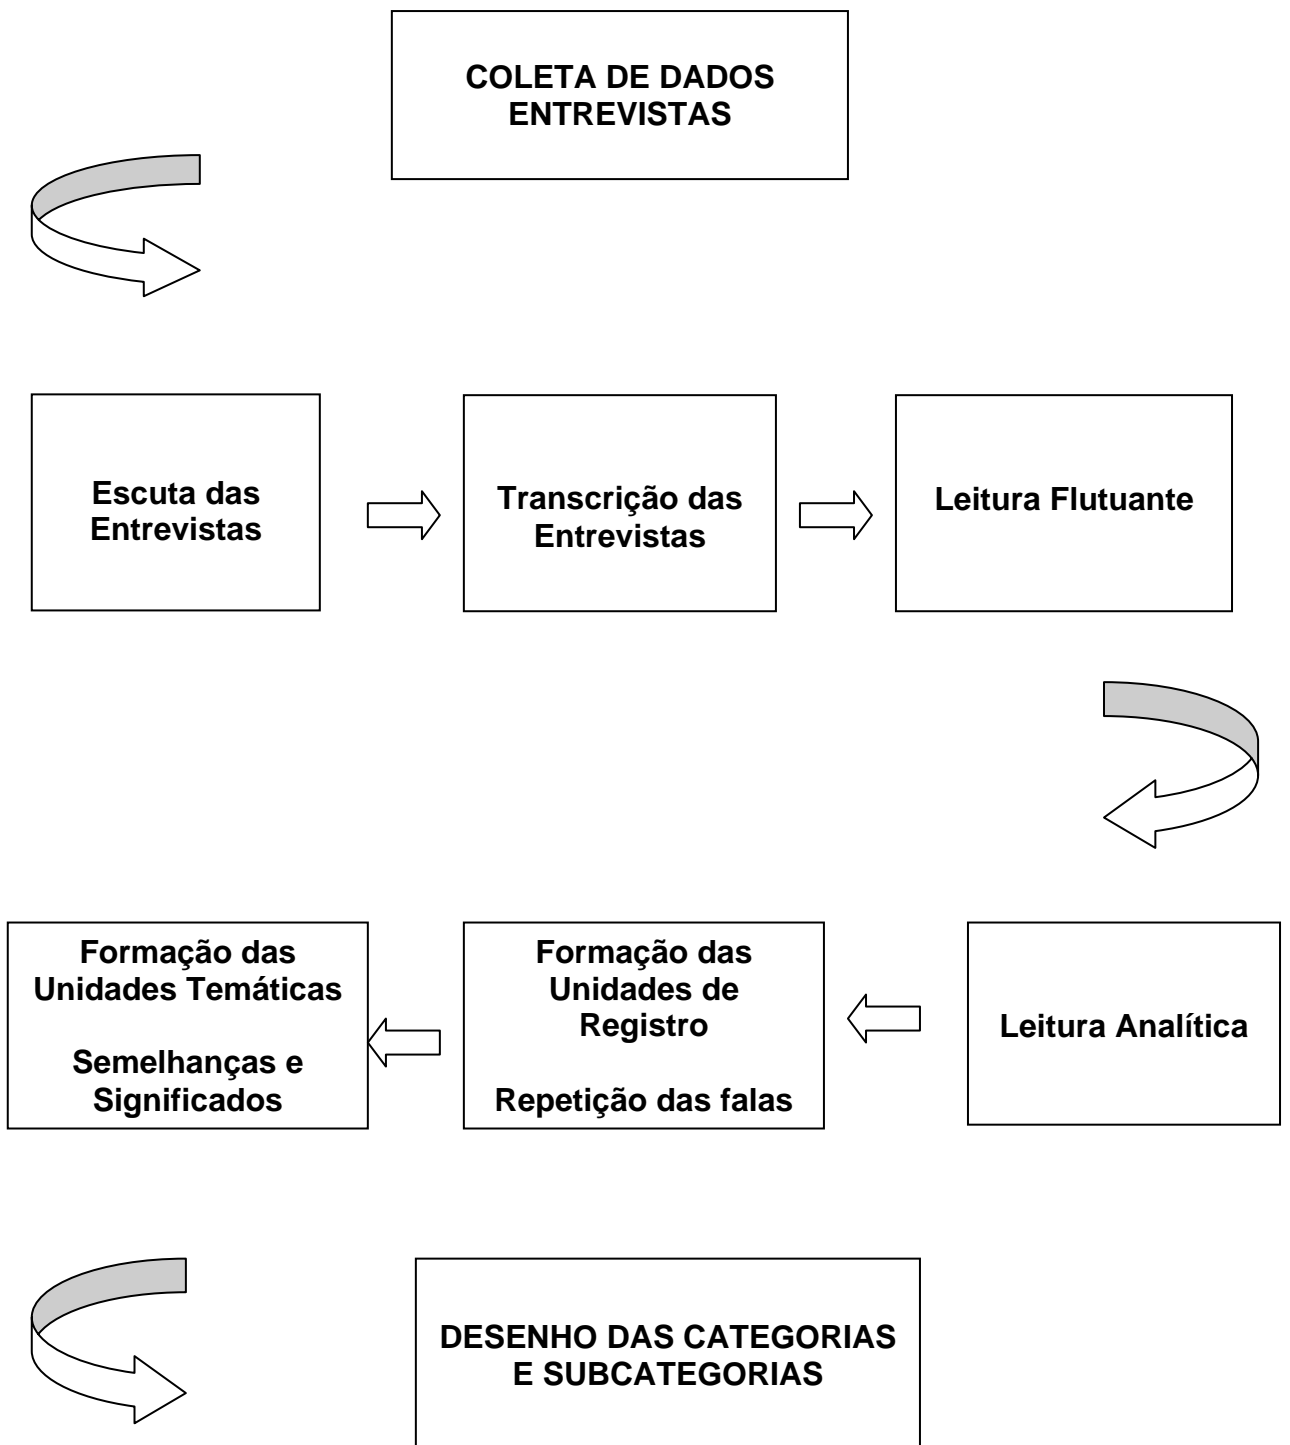 COLETA DE DADOS
ENTREVISTAS
Escuta das
Entrevistas
Transcrição das
Entrevistas
Leitura Flutuante
Formação das
Unidades Temáticas
Semelhanças e
Significados
Formação das
Unidades de
Registro
Repetição das falas
Leitura Analítica
DESENHO DAS CATEGORIAS
E SUBCATEGORIAS